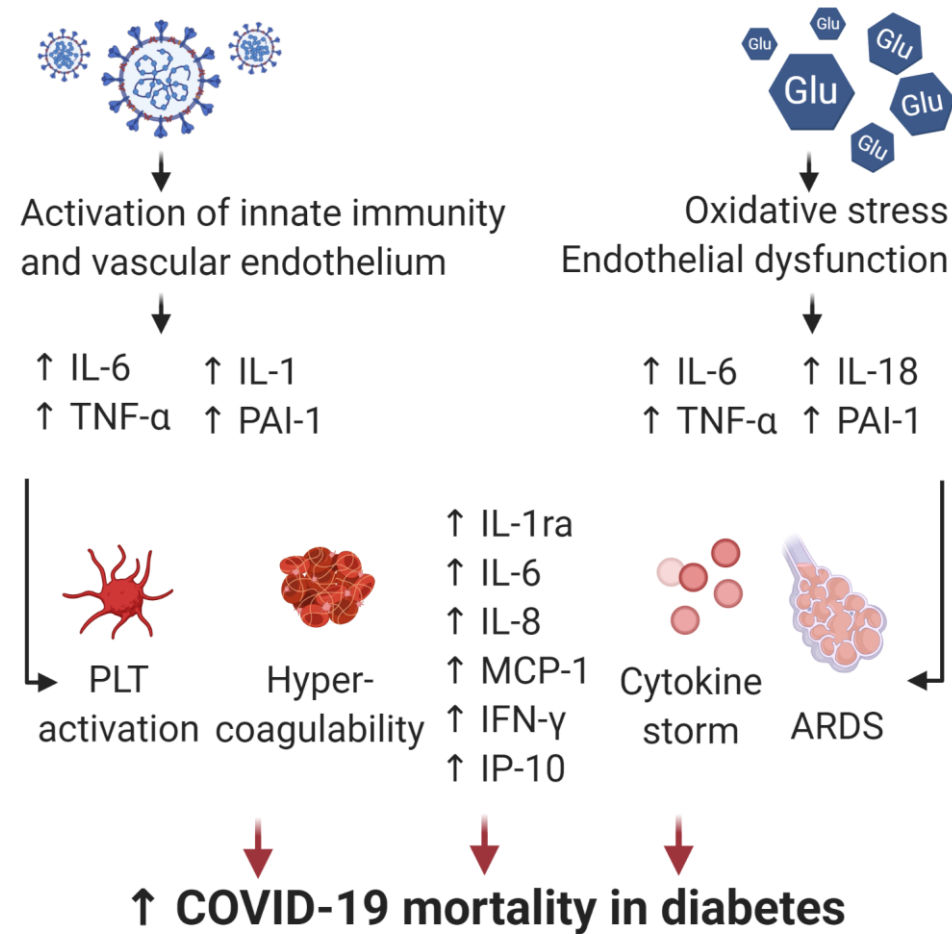 Glu
Glu
Glu
Glu
Glu
Glu
Activation of innate immunity
and vascular endothelium
Oxidative stress
Endothelial dysfunction
↑ IL-6 ↑ IL-1
↑ TNF-α ↑ PAI-1
↑ IL-6 ↑ IL-18
↑ TNF-α ↑ PAI-1
PLT
activation
Hyper-
coagulability
↑ IL-1ra
↑ IL-6
↑ IL-8
↑ MCP-1
↑ IFN-γ
↑ IP-10
Cytokine
storm
ARDS
↑ COVID-19 mortality in diabetes